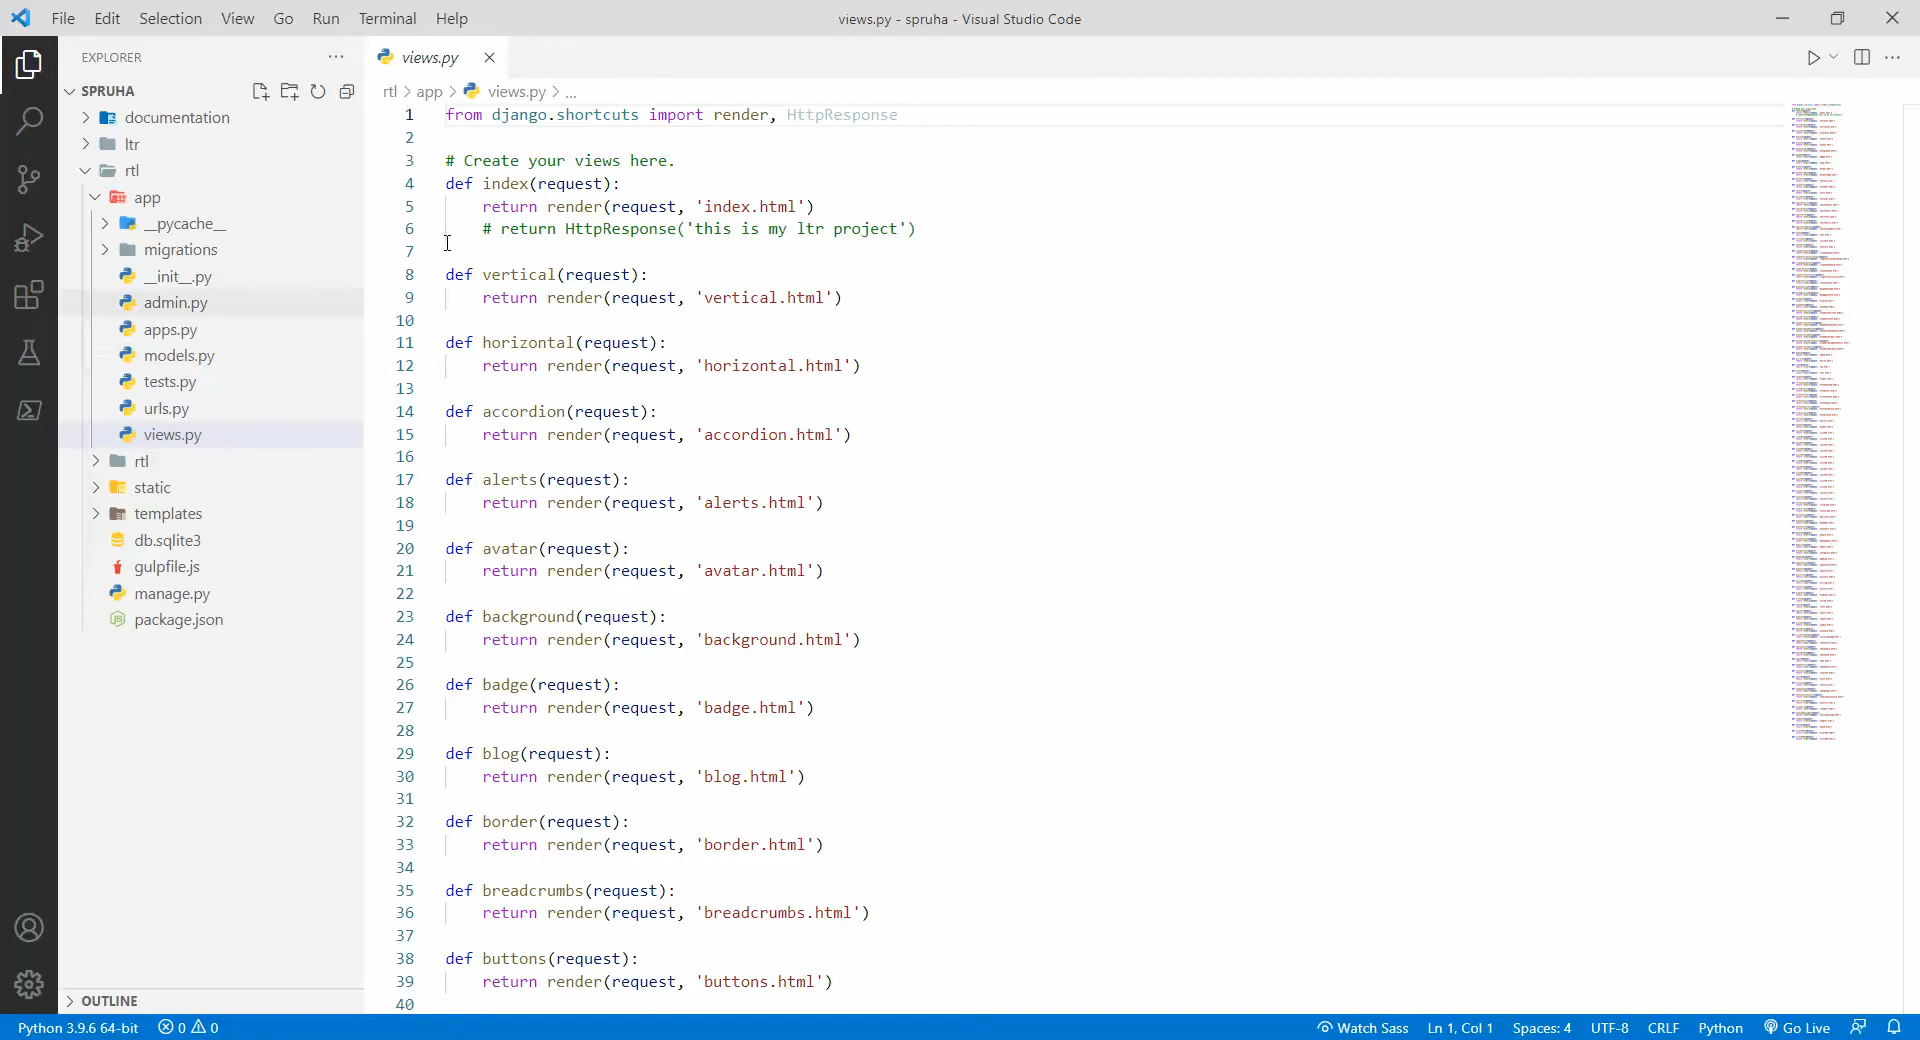 File Edit Selection View Go Run Terminal Help
views.py - spruha - Visual Studio Code
EXPLORER
SPRUHA
documentation
ltr
rtl
app
__pycache__
migrations
__init__.py
admin.py
apps.py
models.py
tests.py
urls.py
views.py
rtl
static
templates
db.sqlite3
gulpfile.js
manage.py
package.json
OUTLINE
views.py
rtl > app > views.py > ...
1 from django.shortcuts import render, HttpResponse
2
3 # Create your views here.
4 def index(request):
5 return render(request, 'index.html')
6 # return HttpResponse('this is my ltr project')
7
8 def vertical(request):
9 return render(request, 'vertical.html')
10
11 def horizontal(request):
12 return render(request, 'horizontal.html')
13
14 def accordion(request):
15 return render(request, 'accordion.html')
16
17 def alerts(request):
18 return render(request, 'alerts.html')
19
20 def avatar(request):
21 return render(request, 'avatar.html')
22
23 def background(request):
24 return render(request, 'background.html')
25
26 def badge(request):
27 return render(request, 'badge.html')
28
29 def blog(request):
30 return render(request, 'blog.html')
31
32 def border(request):
33 return render(request, 'border.html')
34
35 def breadcrumbs(request):
36 return render(request, 'breadcrumbs.html')
37
38 def buttons(request):
39 return render(request, 'buttons.html')
40
Python 3.9.6 64-bit 0 0 Watch Sass Ln 1, Col 1 Spaces: 4 UTF-8 CRLF Python Go Live